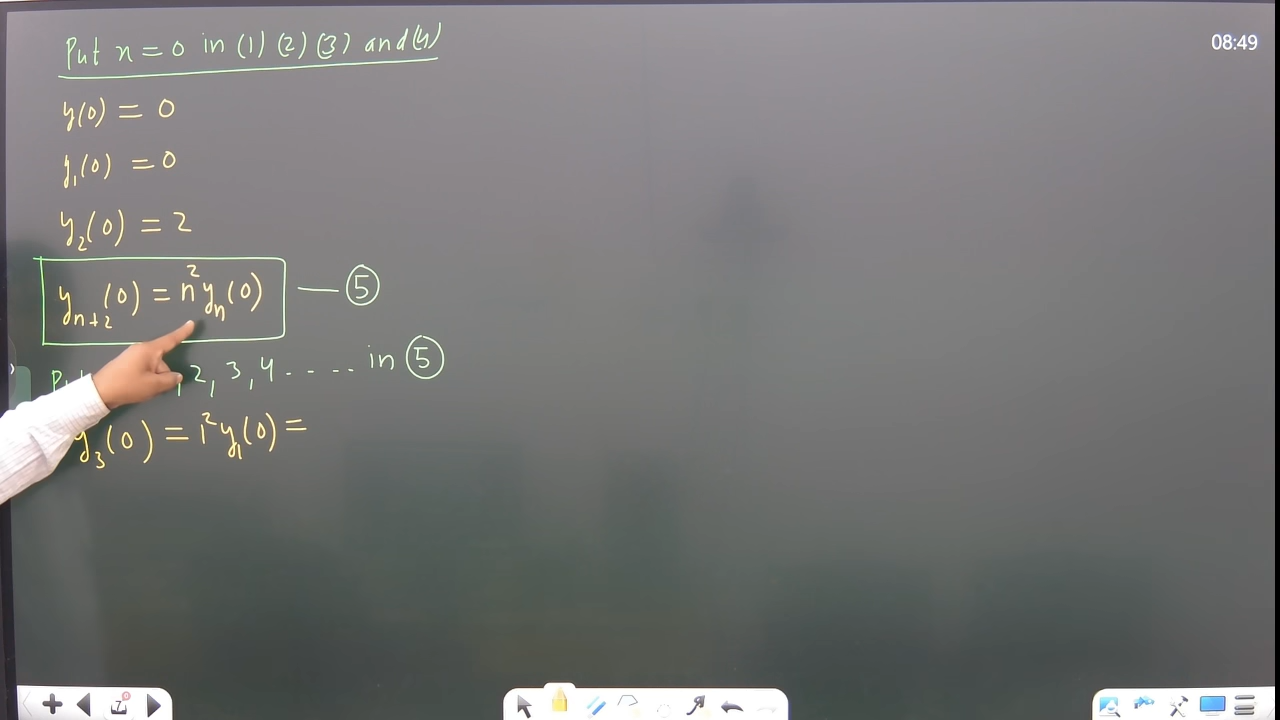 Put x = 0 in (1) (2) (3) and (4)
08:49
y(0) = 0
y₁(0) = 0
y₂(0) = 2
yₙ₊₂(0) = n²yₙ(0) — ⑤
2, 3, 4 . . . . in ⑤
y₃(0) = 1²y₁(0) =